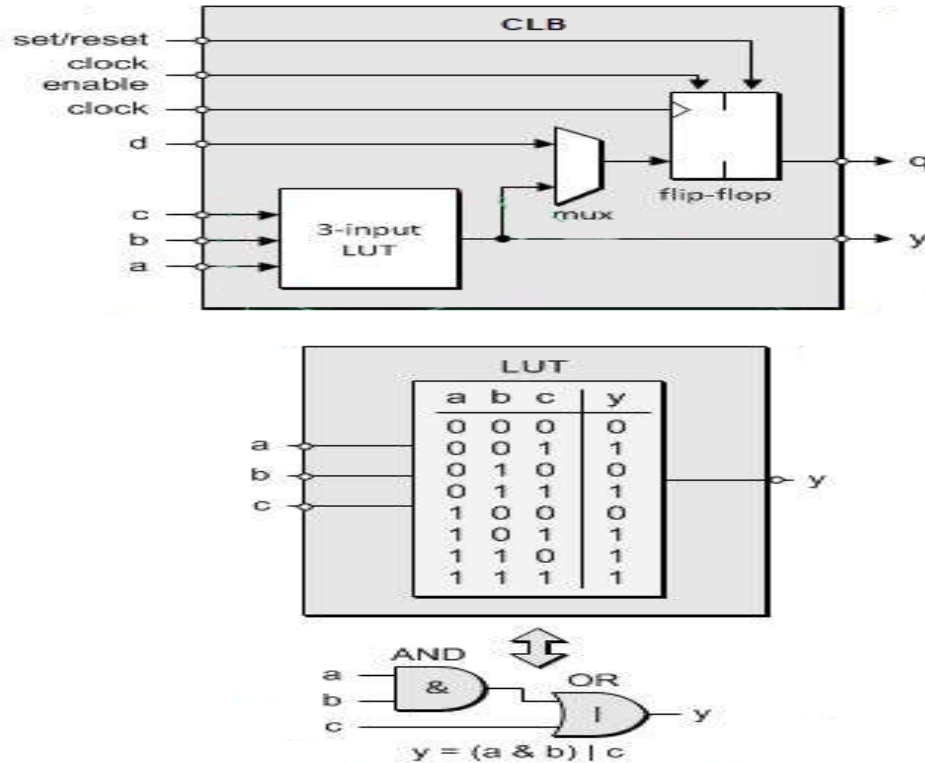 CLB
set/reset
clock
enable
clock
d
q
mux
flip-flop
c
b
a
3-input
LUT
y
LUT
a b c y
0 0 0 0
0 0 1 1
0 1 0 0
0 1 1 1
1 0 0 0
1 0 1 1
1 1 0 1
1 1 1 1
a
b
c
y
AND
OR
a
b
c
&
|
y
y = (a & b) | c